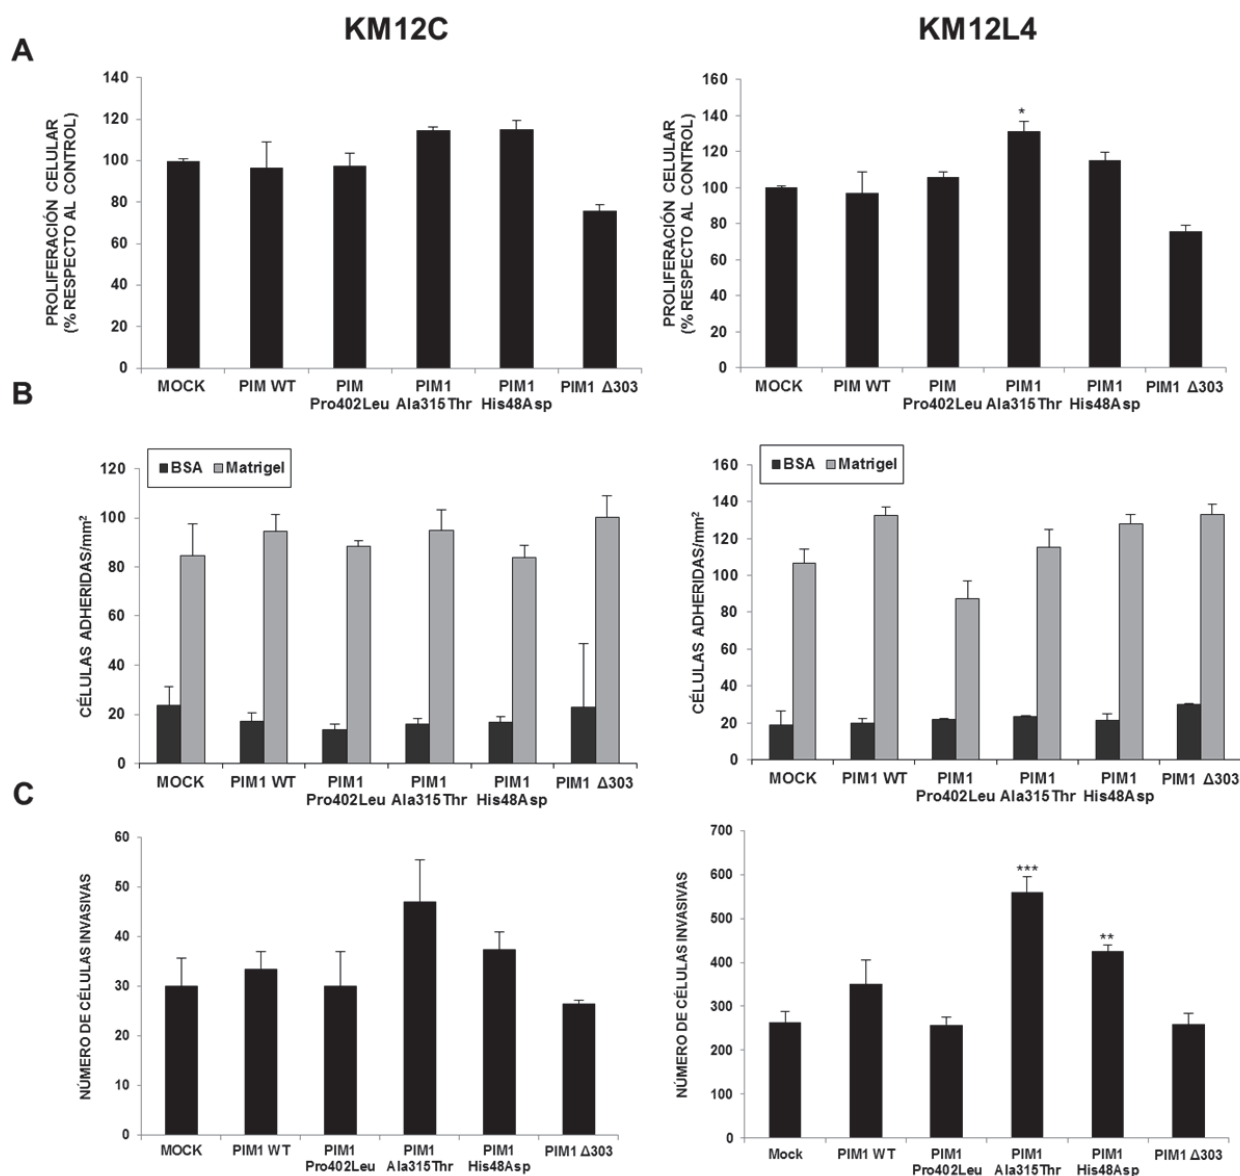 KM12C
KM12L4
A
PROLIFERACIÓN CELULAR
(% RESPECTO AL CONTROL)
140
120
100
80
60
40
20
0
MOCK PIM WT PIM PIM1 PIM1 PIM1 Δ303
Pro402Leu Ala315Thr His48Asp
PROLIFERACIÓN CELULAR
(% RESPECTO AL CONTROL)
160
140
120
100
80
60
40
20
0
*
MOCK PIM WT PIM PIM1 PIM1 PIM1 Δ303
Pro402Leu Ala315Thr His48Asp
B
BSA Matrigel
CÉLULAS ADHERIDAS/mm²
120
100
80
60
40
20
0
MOCK PIM1 WT PIM1 PIM1 PIM1 PIM1 Δ303
Pro402Leu Ala315Thr His48Asp
BSA Matrigel
CÉLULAS ADHERIDAS/mm²
160
140
120
100
80
60
40
20
0
MOCK PIM1 WT PIM1 PIM1 PIM1 PIM1 Δ303
Pro402Leu Ala315Thr His48Asp
C
NÚMERO DE CÉLULAS INVASIVAS
60
50
40
30
20
10
0
MOCK PIM1 WT PIM1 PIM1 PIM1 PIM1 Δ303
Pro402Leu Ala315Thr His48Asp
NÚMERO DE CÉLULAS INVASIVAS
700
600
500
400
300
200
100
0
***
**
Mock PIM1 WT PIM1 PIM1 PIM1 PIM1 Δ303
Pro402Leu Ala315Thr His48Asp